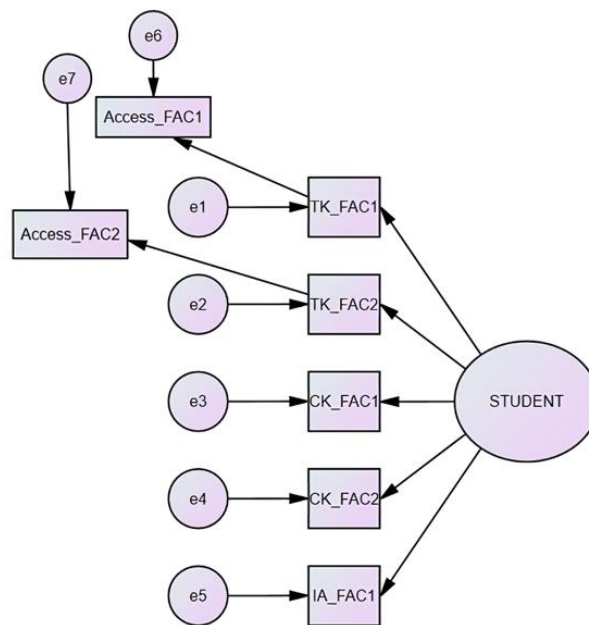 e6
e7
Access_FAC1
e1
TK_FAC1
Access_FAC2
e2
TK_FAC2
e3
CK_FAC1
STUDENT
e4
CK_FAC2
e5
IA_FAC1